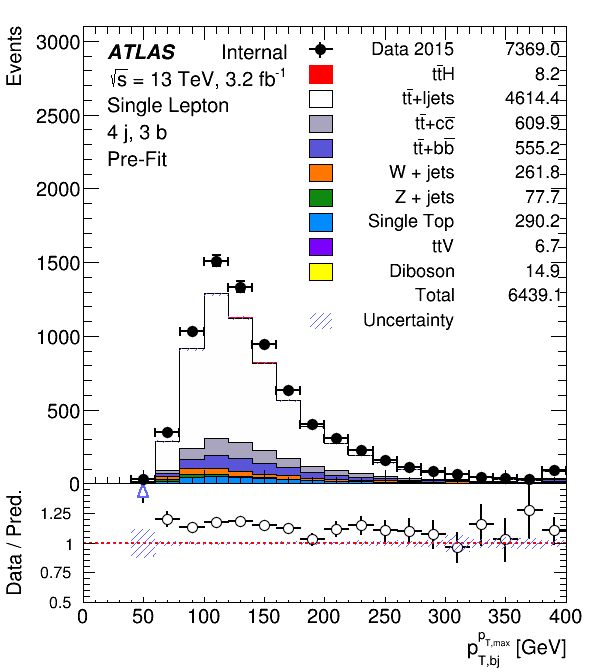 Events
3000
2500
2000
1500
1000
500
0
ATLAS Internal
√s = 13 TeV, 3.2 fb⁻¹
Single Lepton
4 j, 3 b
Pre-Fit
Data 2015 7369.0
tt̄H 8.2
tt̄+ljets 4614.4
tt̄+cc̄ 609.9
tt̄+bb̄ 555.2
W + jets 261.8
Z + jets 77.7
Single Top 290.2
ttV 6.7
Diboson 14.9
Total 6439.1
Uncertainty
Data / Pred.
1.25
1
0.75
0.5
0 50 100 150 200 250 300 350 400
p_{T,bj}^{p_{T,max}} [GeV]